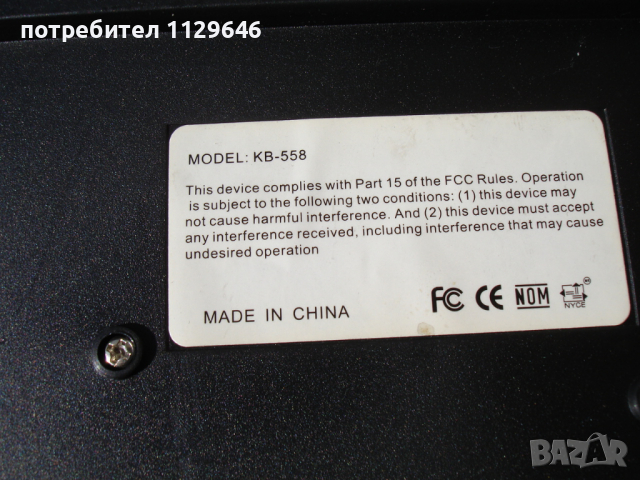 потребител 1129646
MODEL: KB-558
This device complies with Part 15 of the FCC Rules. Operation
is subject to the following two conditions: (1) this device may
not cause harmful interference. And (2) this device must accept
any interference received, including interference that may cause
undesired operation
MADE IN CHINA
FC CE NOM
NYCE
BAZAR